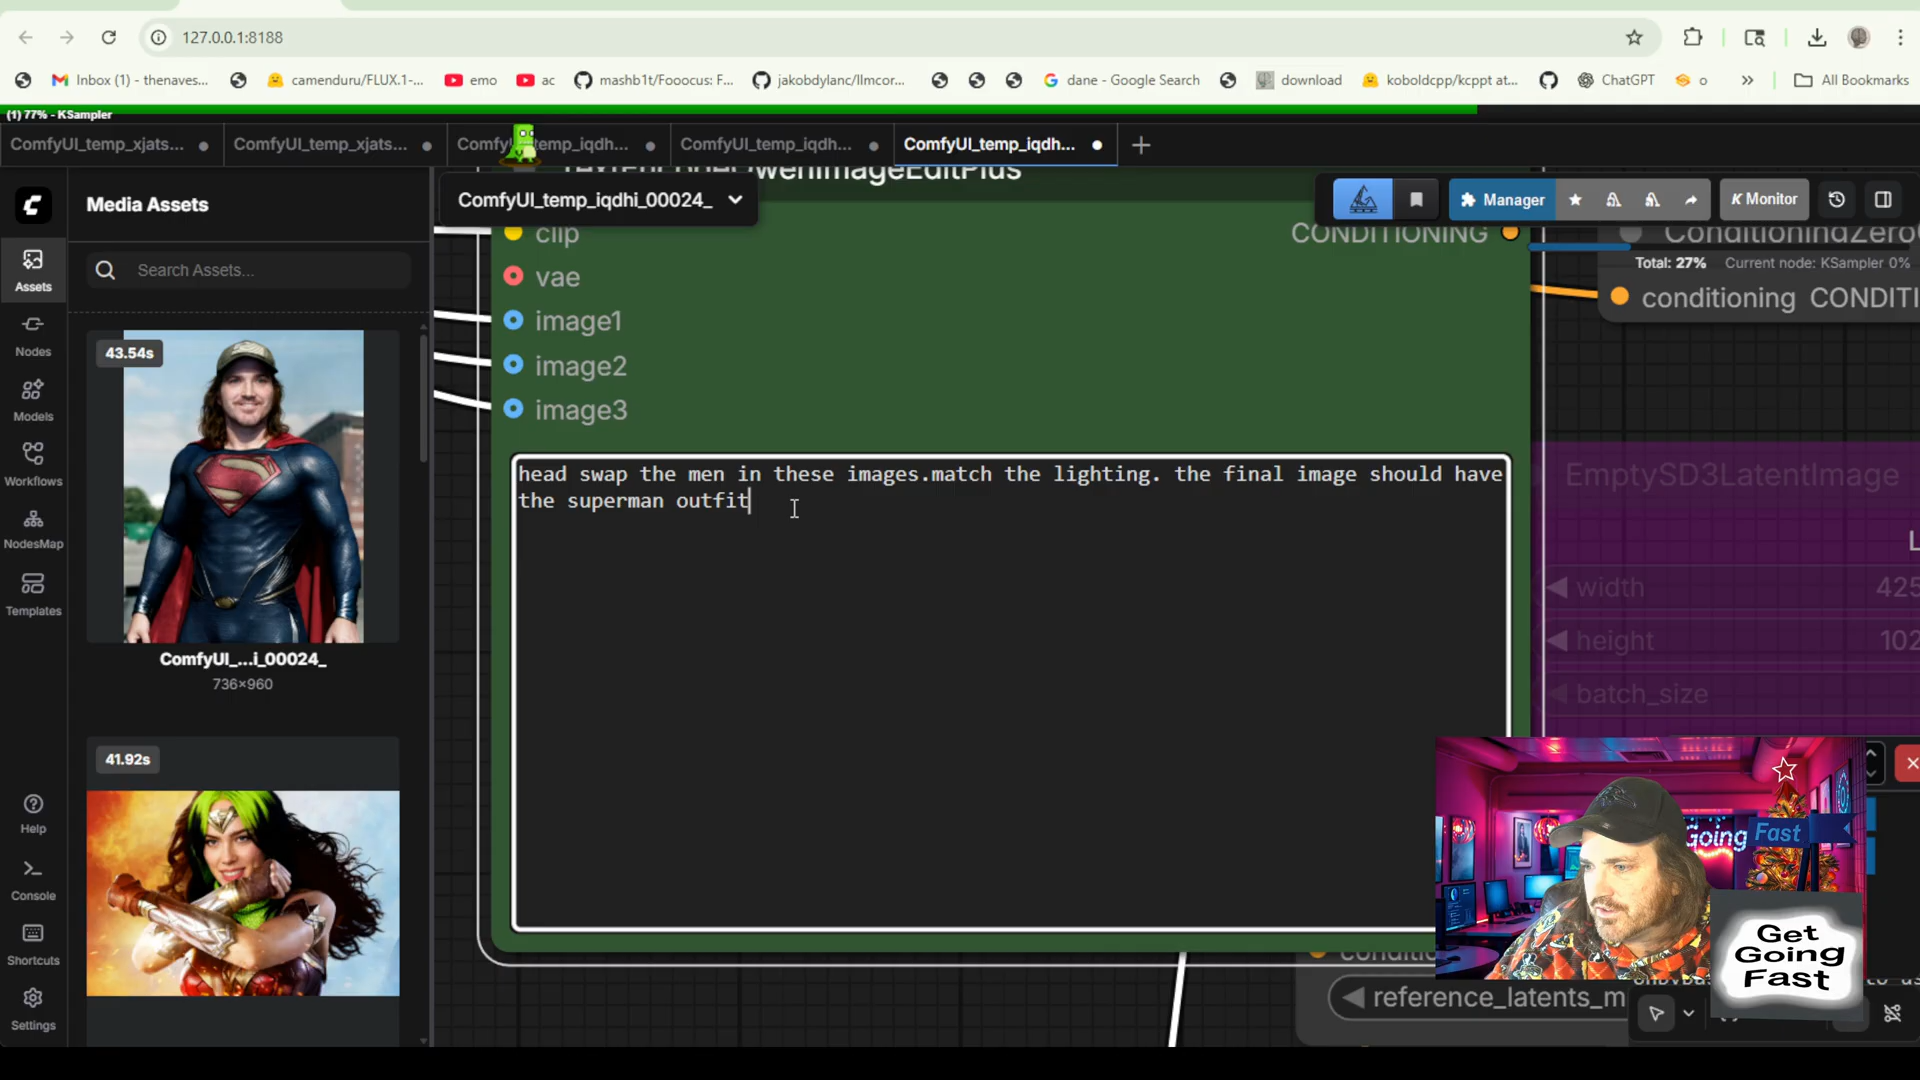 127.0.0.1:8188
Inbox (1) - thenaves...
camenduru/FLUX.1-...
emo
ac
mashb1t/Fooocus: F...
jakobdylanc/llmcor...
dane - Google Search
download
koboldcpp/kcppt at...
ChatGPT
o
All Bookmarks
(1) 77% - KSampler
ComfyUI_temp_xjats...
ComfyUI_temp_xjats...
ComfyUI_temp_iqdh...
ComfyUI_temp_iqdh...
Media Assets
ComfyUI_temp_iqdhi_00024_
Manager
K Monitor
Search Assets...
Assets
Nodes
Models
Workflows
NodesMap
Templates
Help
Console
Shortcuts
Settings
43.54s
ComfyUI_...i_00024_
736×960
41.92s
clip
CONDITIONING
vae
image1
image2
image3
head swap the men in these images.match the lighting. the final image should have
the superman outfit
Total: 27%
Current node: KSampler 0%
conditioning
CONDITI
EmptySD3LatentImage
L
width
425
height
102
batch_size
reference_latents_m
Going
Fast
Get
Going
Fast